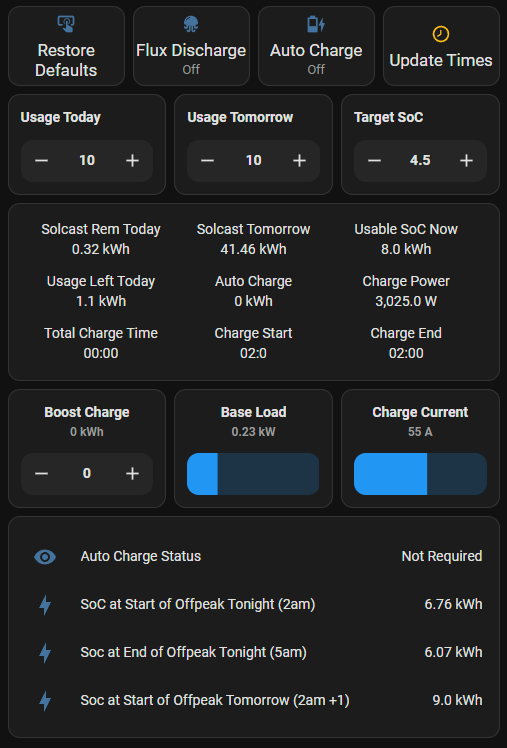 Restore
Defaults
Flux Discharge
Off
Auto Charge
Off
Update Times
Usage Today
Usage Tomorrow
Target SoC
− 10 +
− 10 +
− 4.5 +
Solcast Rem Today
0.32 kWh
Solcast Tomorrow
41.46 kWh
Usable SoC Now
8.0 kWh
Usage Left Today
1.1 kWh
Auto Charge
0 kWh
Charge Power
3,025.0 W
Total Charge Time
00:00
Charge Start
02:0
Charge End
02:00
Boost Charge
0 kWh
− 0 +
Base Load
0.23 kW
Charge Current
55 A
Auto Charge Status Not Required
SoC at Start of Offpeak Tonight (2am) 6.76 kWh
Soc at End of Offpeak Tonight (5am) 6.07 kWh
Soc at Start of Offpeak Tomorrow (2am +1) 9.0 kWh